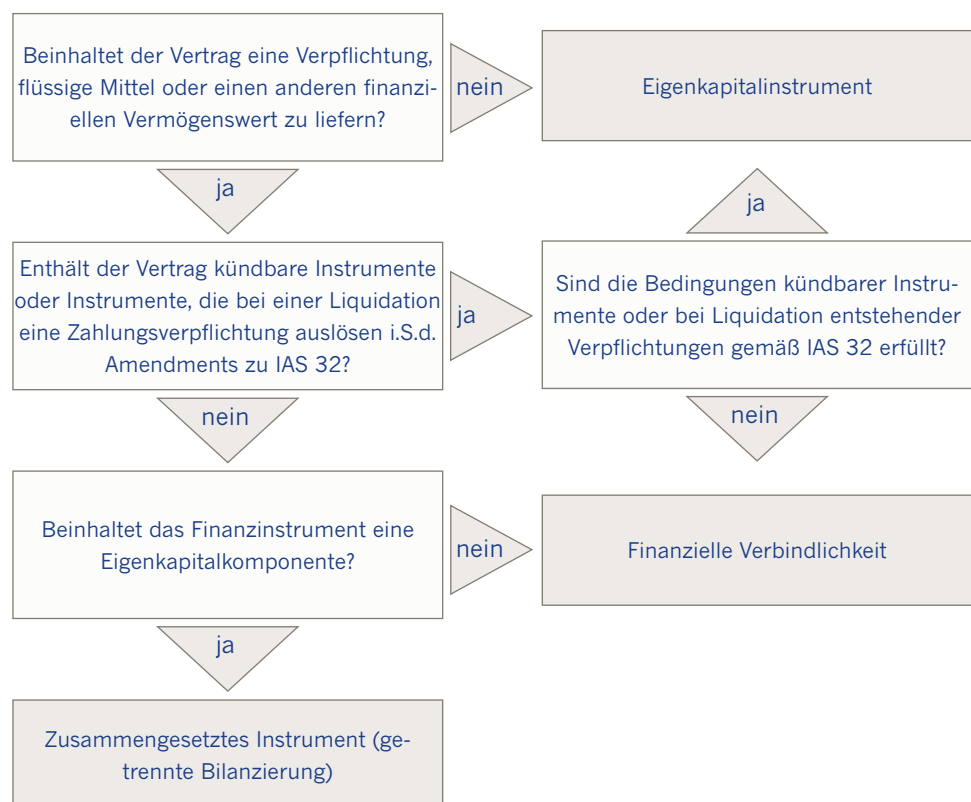 Beinhaltet der Vertrag eine Verpflichtung,
flüssige Mittel oder einen anderen finanzi-
ellen Vermögenswert zu liefern?
nein
Eigenkapitalinstrument
ja
ja
Enthält der Vertrag kündbare Instrumente
oder Instrumente, die bei einer Liquidation
eine Zahlungsverpflichtung auslösen i.S.d.
Amendments zu IAS 32?
ja
Sind die Bedingungen kündbarer Instru-
mente oder bei Liquidation entstehender
Verpflichtungen gemäß IAS 32 erfüllt?
nein
nein
Beinhaltet das Finanzinstrument eine
Eigenkapitalkomponente?
nein
Finanzielle Verbindlichkeit
ja
Zusammengesetztes Instrument (ge-
trennte Bilanzierung)